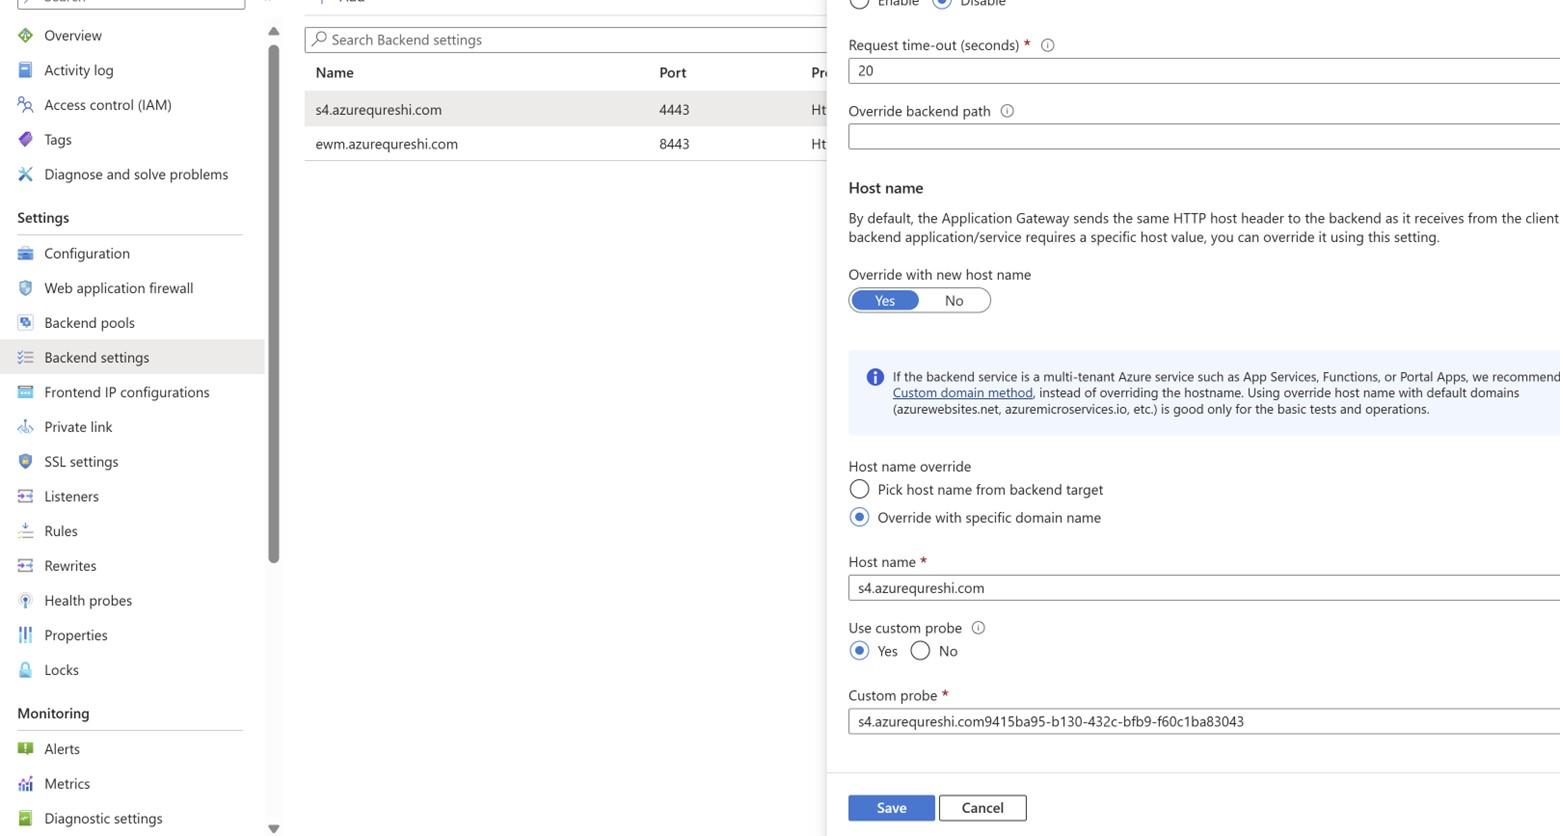 Overview
Activity log
Access control (IAM)
Tags
Diagnose and solve problems
Settings
Configuration
Web application firewall
Backend pools
Backend settings
Frontend IP configurations
Private link
SSL settings
Listeners
Rules
Rewrites
Health probes
Properties
Locks
Monitoring
Alerts
Metrics
Diagnostic settings
Search Backend settings
Name Port
s4.azurequreshi.com 4443
ewm.azurequreshi.com 8443
Enable Disable
Request time-out (seconds) *
20
Override backend path
Host name
By default, the Application Gateway sends the same HTTP host header to the backend as it receives from the client
backend application/service requires a specific host value, you can override it using this setting.
Override with new host name
Yes No
If the backend service is a multi-tenant Azure service such as App Services, Functions, or Portal Apps, we recommend
Custom domain method, instead of overriding the hostname. Using override host name with default domains
(azurewebsites.net, azuremicroservices.io, etc.) is good only for the basic tests and operations.
Host name override
Pick host name from backend target
Override with specific domain name
Host name *
s4.azurequreshi.com
Use custom probe
Yes No
Custom probe *
s4.azurequreshi.com9415ba95-b130-432c-bfb9-f60c1ba83043
Save Cancel